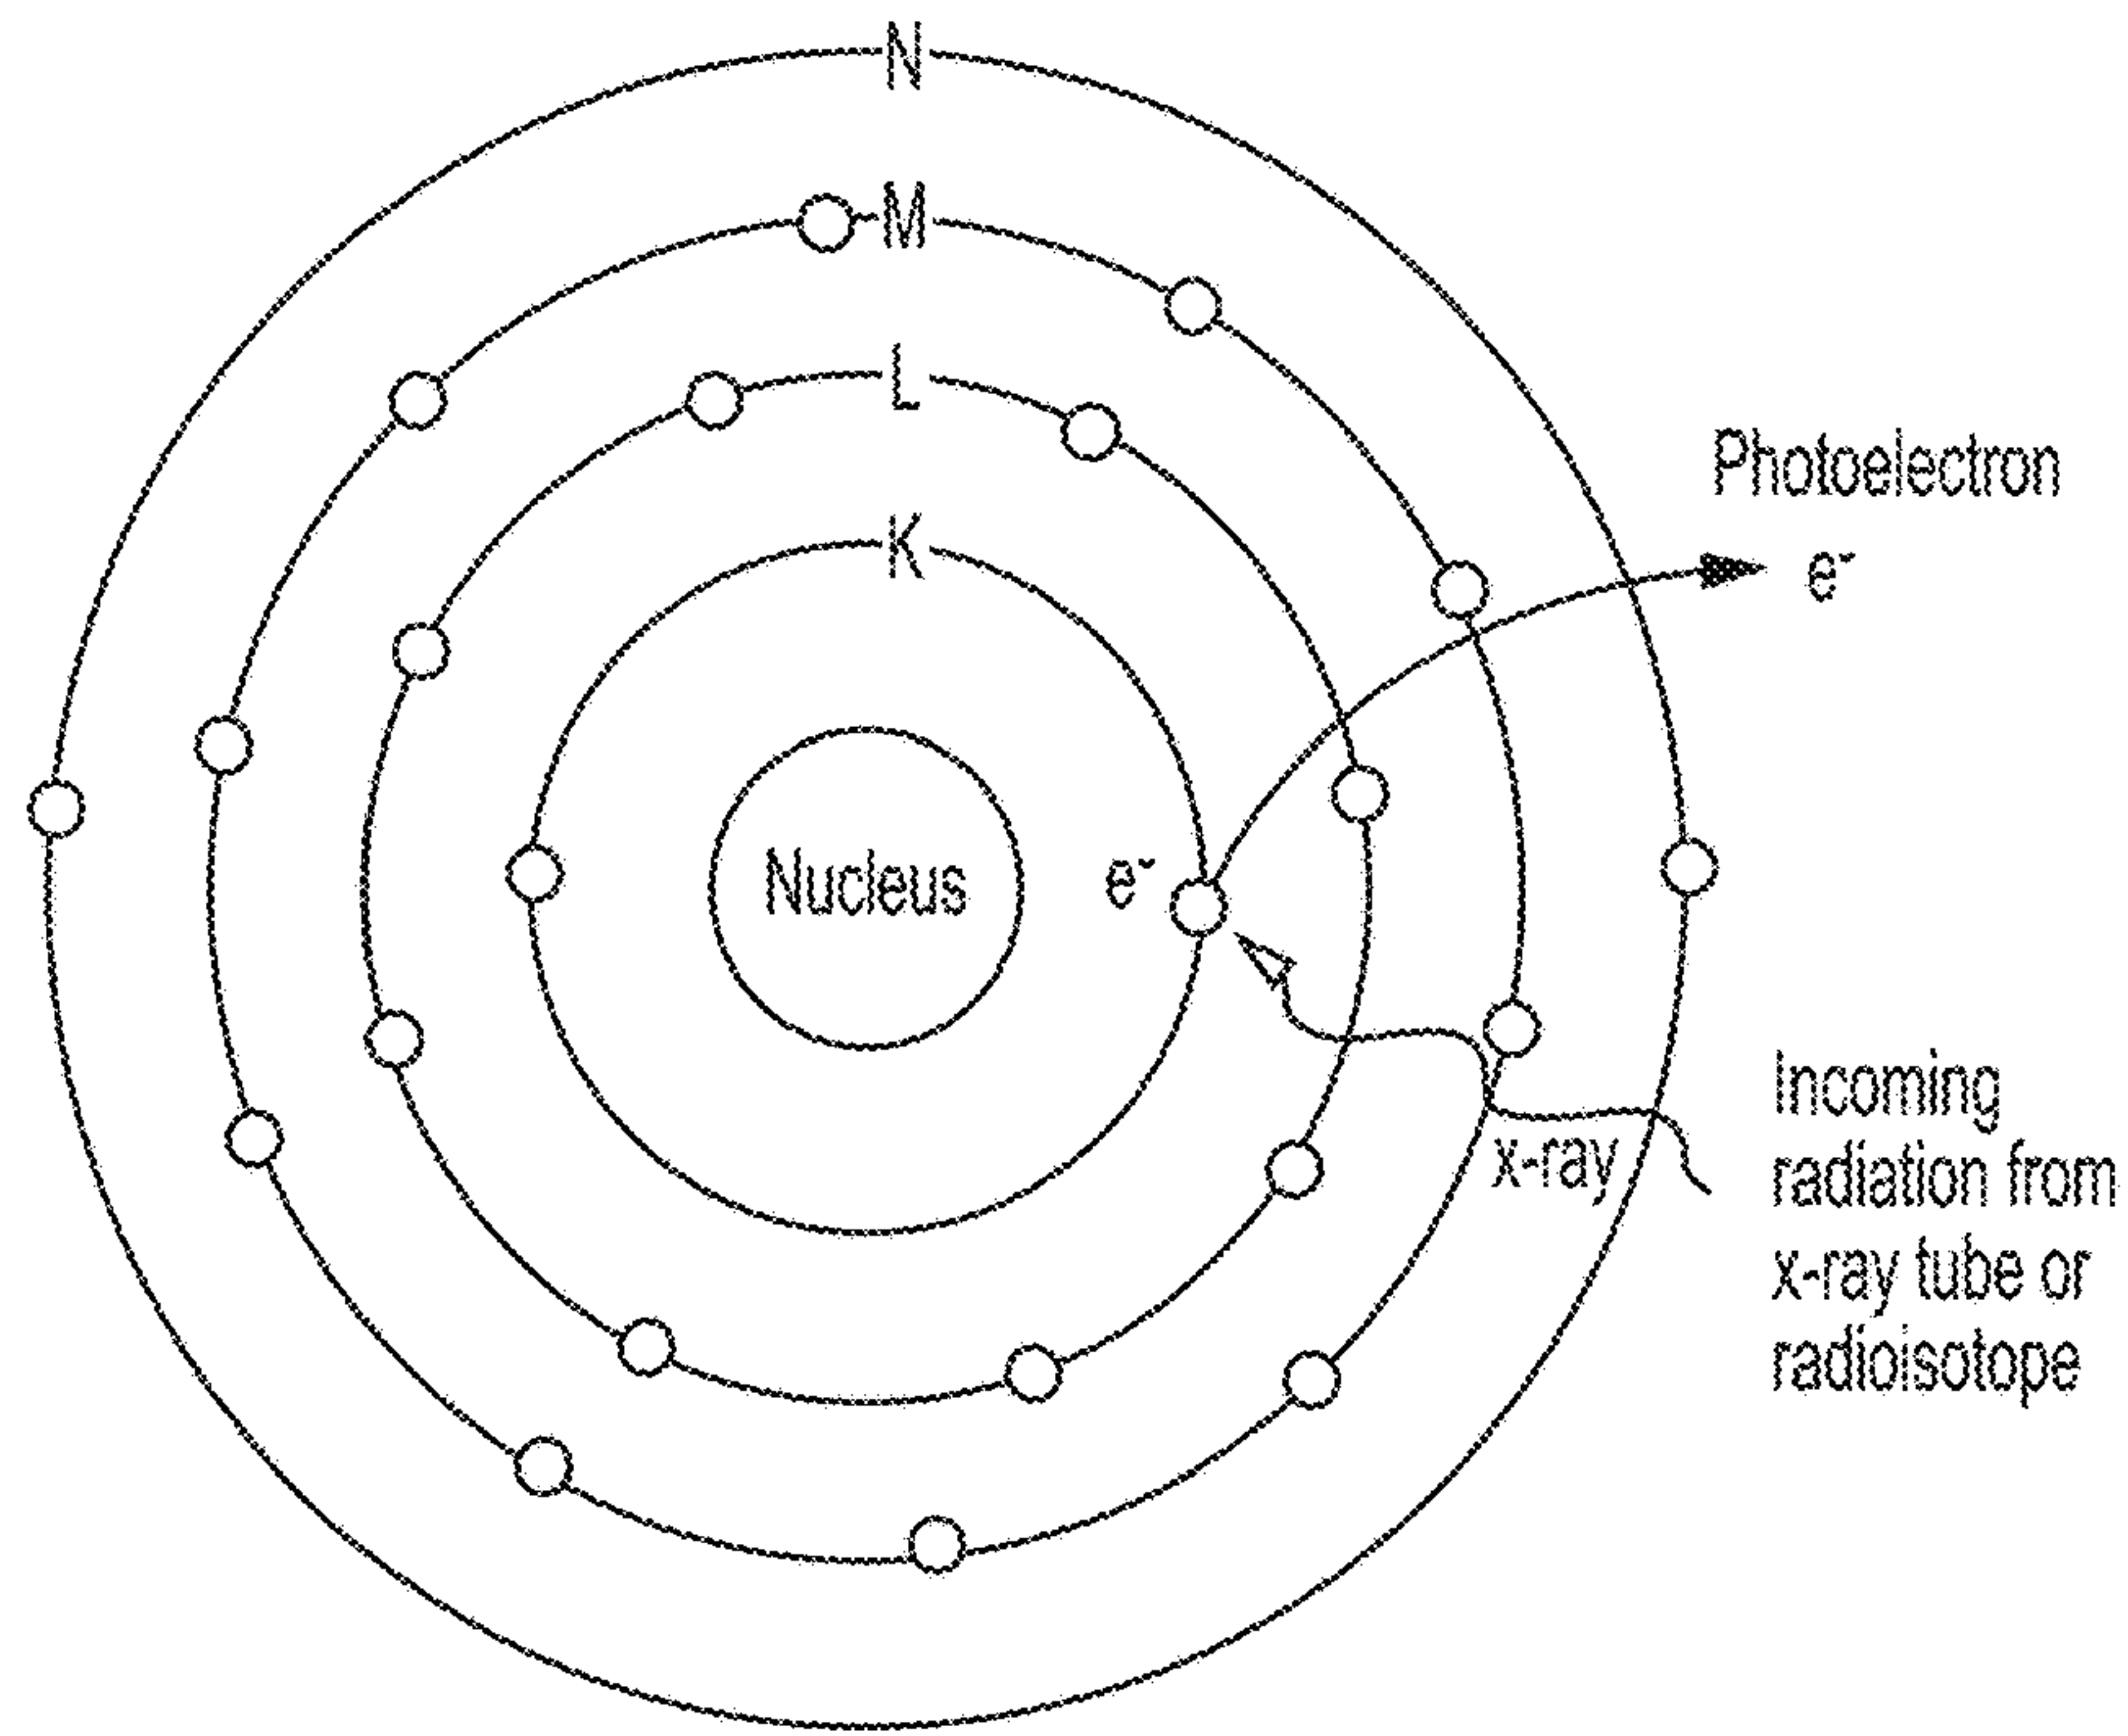 N
M
L
K
Photoelectron
e-
Nucleus
e-
x-ray
Incoming
radiation from
x-ray tube or
radioisotope